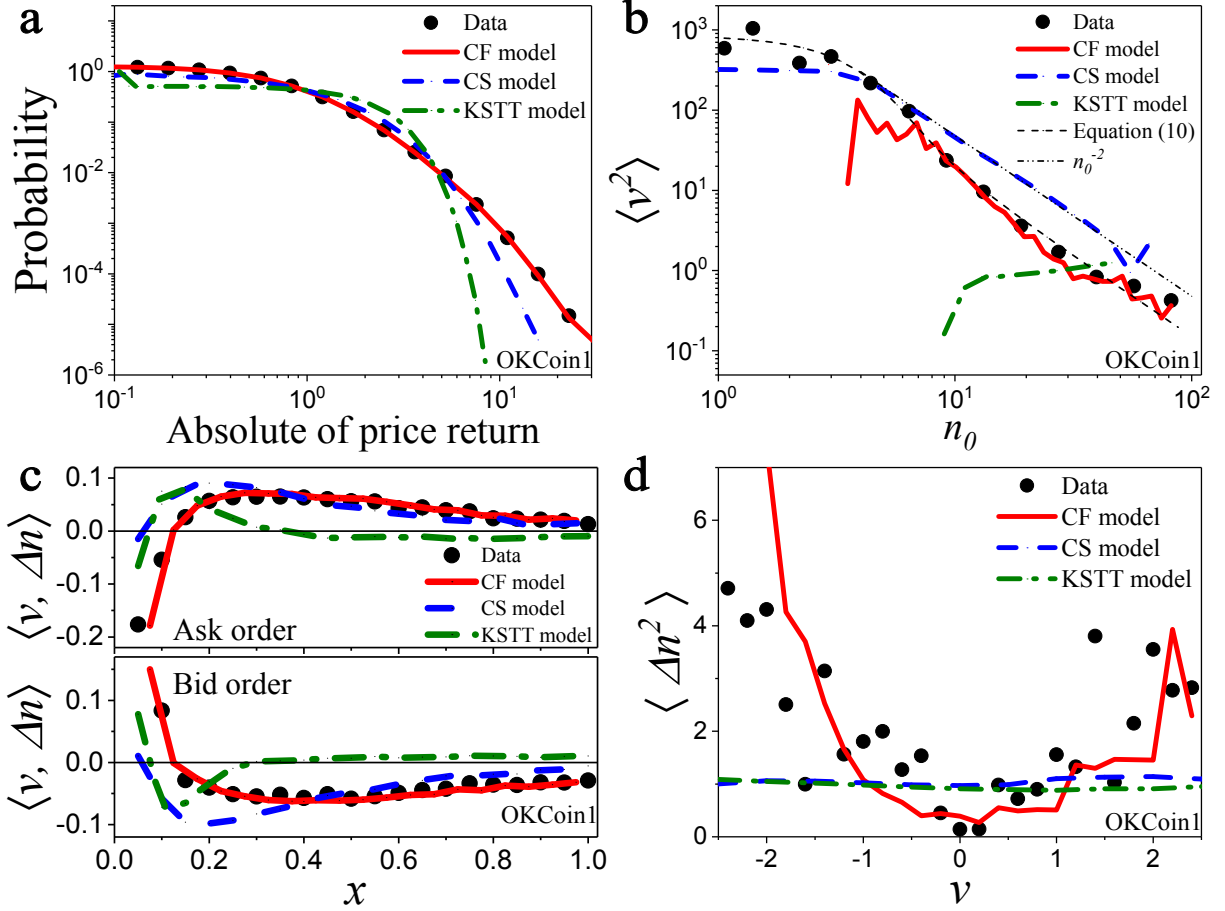 a
Data
CF model
CS model
KSTT model
10^0
10^-2
10^-4
10^-6
Probability
OKCoin1
10^-1
10^0
10^1
Absolute of price return
b
Data
CF model
CS model
KSTT model
Equation (10)
n_0^-2
10^3
10^2
10^1
10^0
10^-1
⟨v^2⟩
OKCoin1
10^0
10^1
10^2
n_0
c
0.1
0.0
-0.1
-0.2
⟨v, Δn⟩
Data
CF model
CS model
KSTT model
Ask order
Bid order
0.1
0.0
-0.1
⟨v, Δn⟩
OKCoin1
0.0 0.2 0.4 0.6 0.8 1.0
x
d
Data
CF model
CS model
KSTT model
6
4
2
0
⟨ Δn^2 ⟩
OKCoin1
-2 -1 0 1 2
v